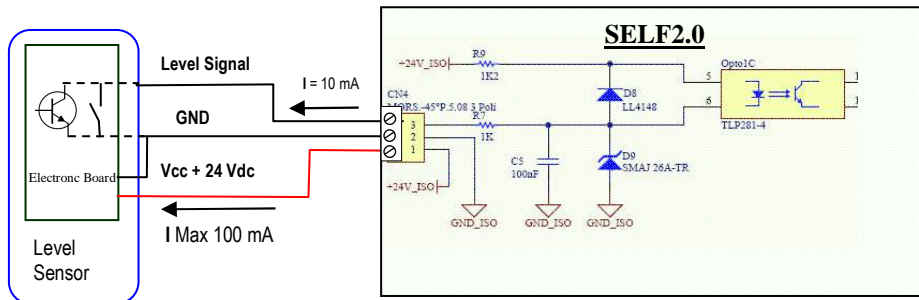 SELF2.0
Level Signal
I = 10 mA
GND
Electronc Board
Vcc + 24 Vdc
I Max 100 mA
Level
Sensor
+24V_ISO
R9
1K2
D8
LL4148
Opto1C
5
6
1
1
TLP281-4
CN4
MORS.-45°P.5.08 3 Poli
3
2
1
R7
1K
C5
100nF
D9
SMAJ 26A-TR
+24V_ISO
GND_ISO
GND_ISO
GND_ISO